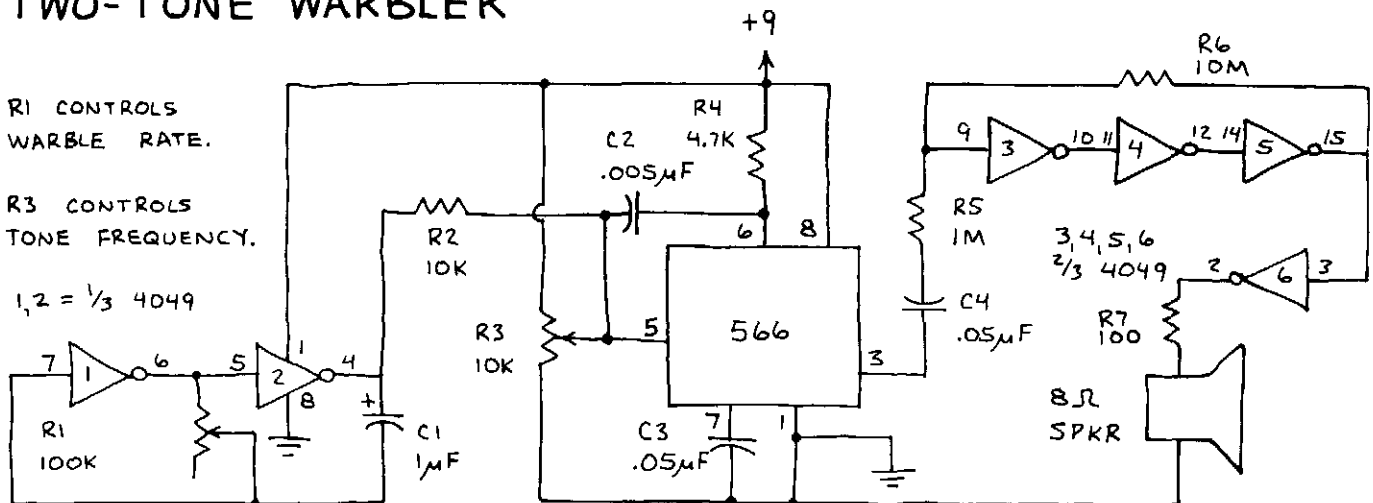 TWO-TONE WARBLER
+9
R1 CONTROLS
WARBLE RATE.
R3 CONTROLS
TONE FREQUENCY.
1,2 = 1/3 4049
7
1
6
5
2
1
8
4
R1
100K
+
C1
1µF
R2
10K
R3
10K
C2
.005µF
R4
4.7K
6
8
5
566
3
7
1
C3
.05µF
R5
1M
C4
.05µF
R6
10M
9
3
10 11
4
12 14
5
15
3,4,5,6
2/3 4049
2
6
3
R7
100
8Ω
SPKR